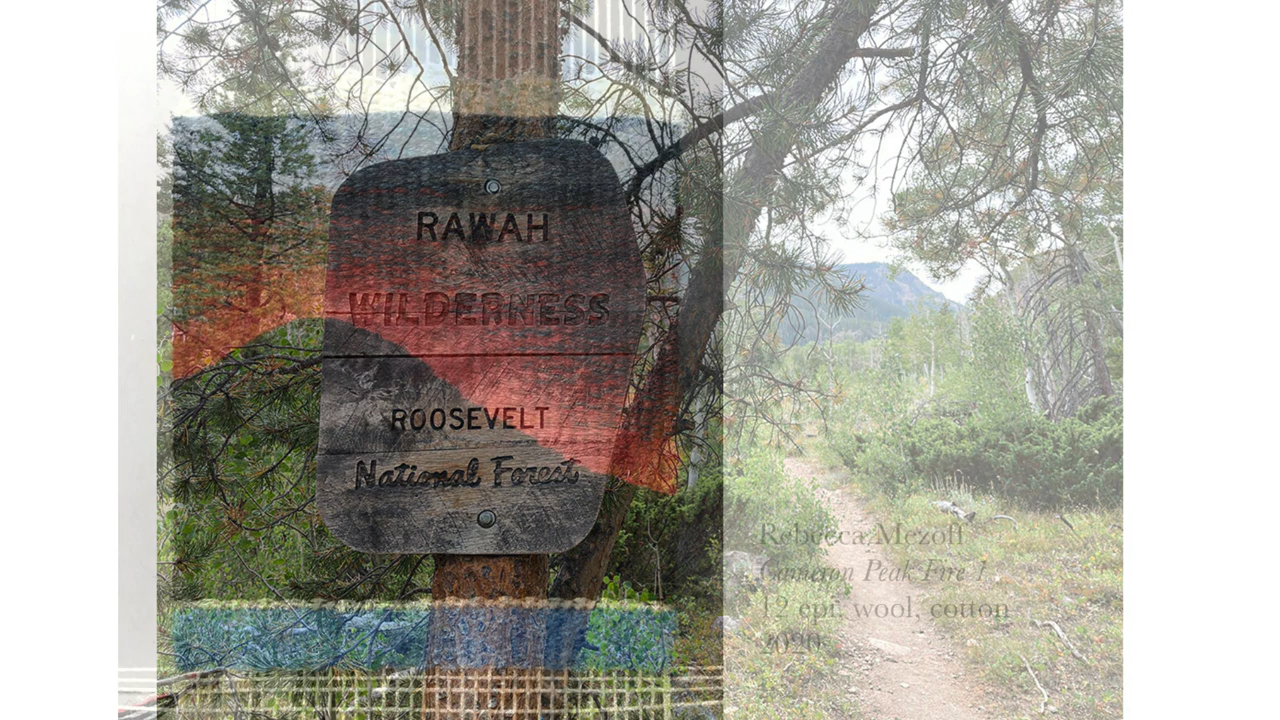 RAWAH
WILDERNESS
ROOSEVELT
National Forest
Rebecca Mezoff
Cameron Peak Fire 1
12 epi, wool, cotton
2020